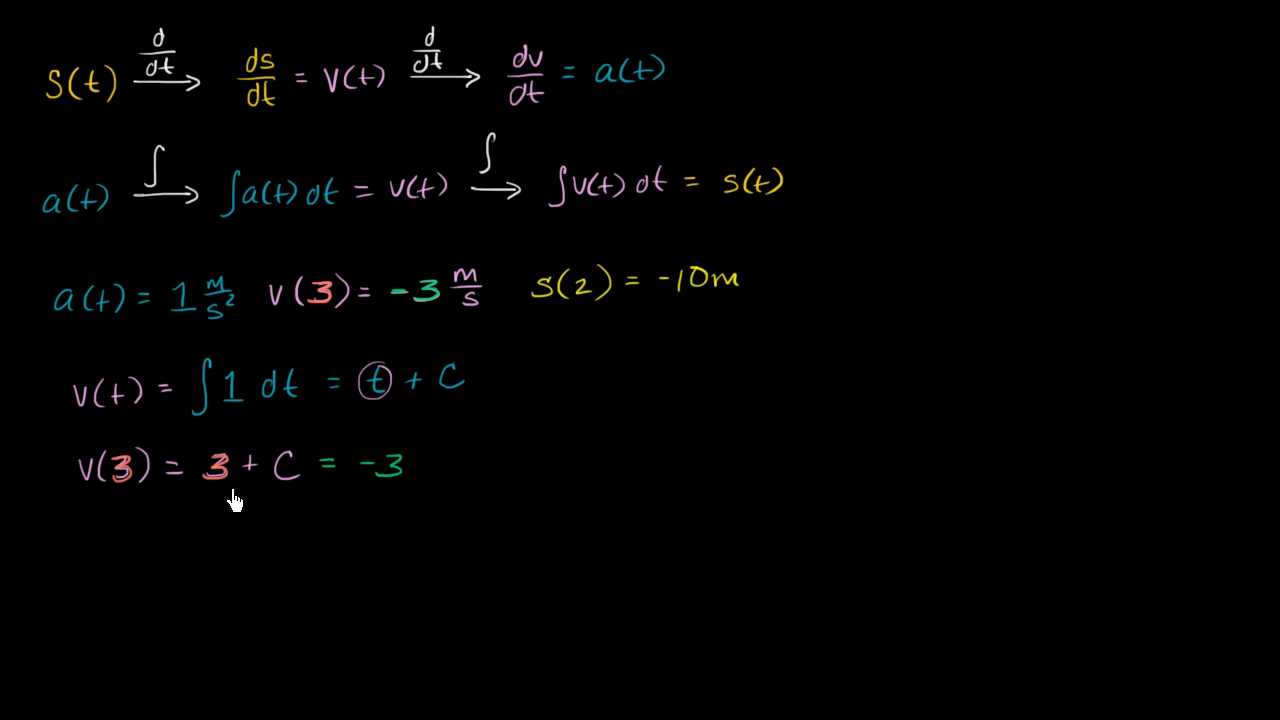 S(t) d/dt → ds/dt = v(t) d/dt → dv/dt = a(t)
a(t) ∫ → ∫a(t) dt = v(t) ∫ → ∫v(t) dt = s(t)
a(t) = 1 m/s² v(3) = -3 m/s s(2) = -10m
v(t) = ∫ 1 dt = t + C
v(3) = 3 + C = -3